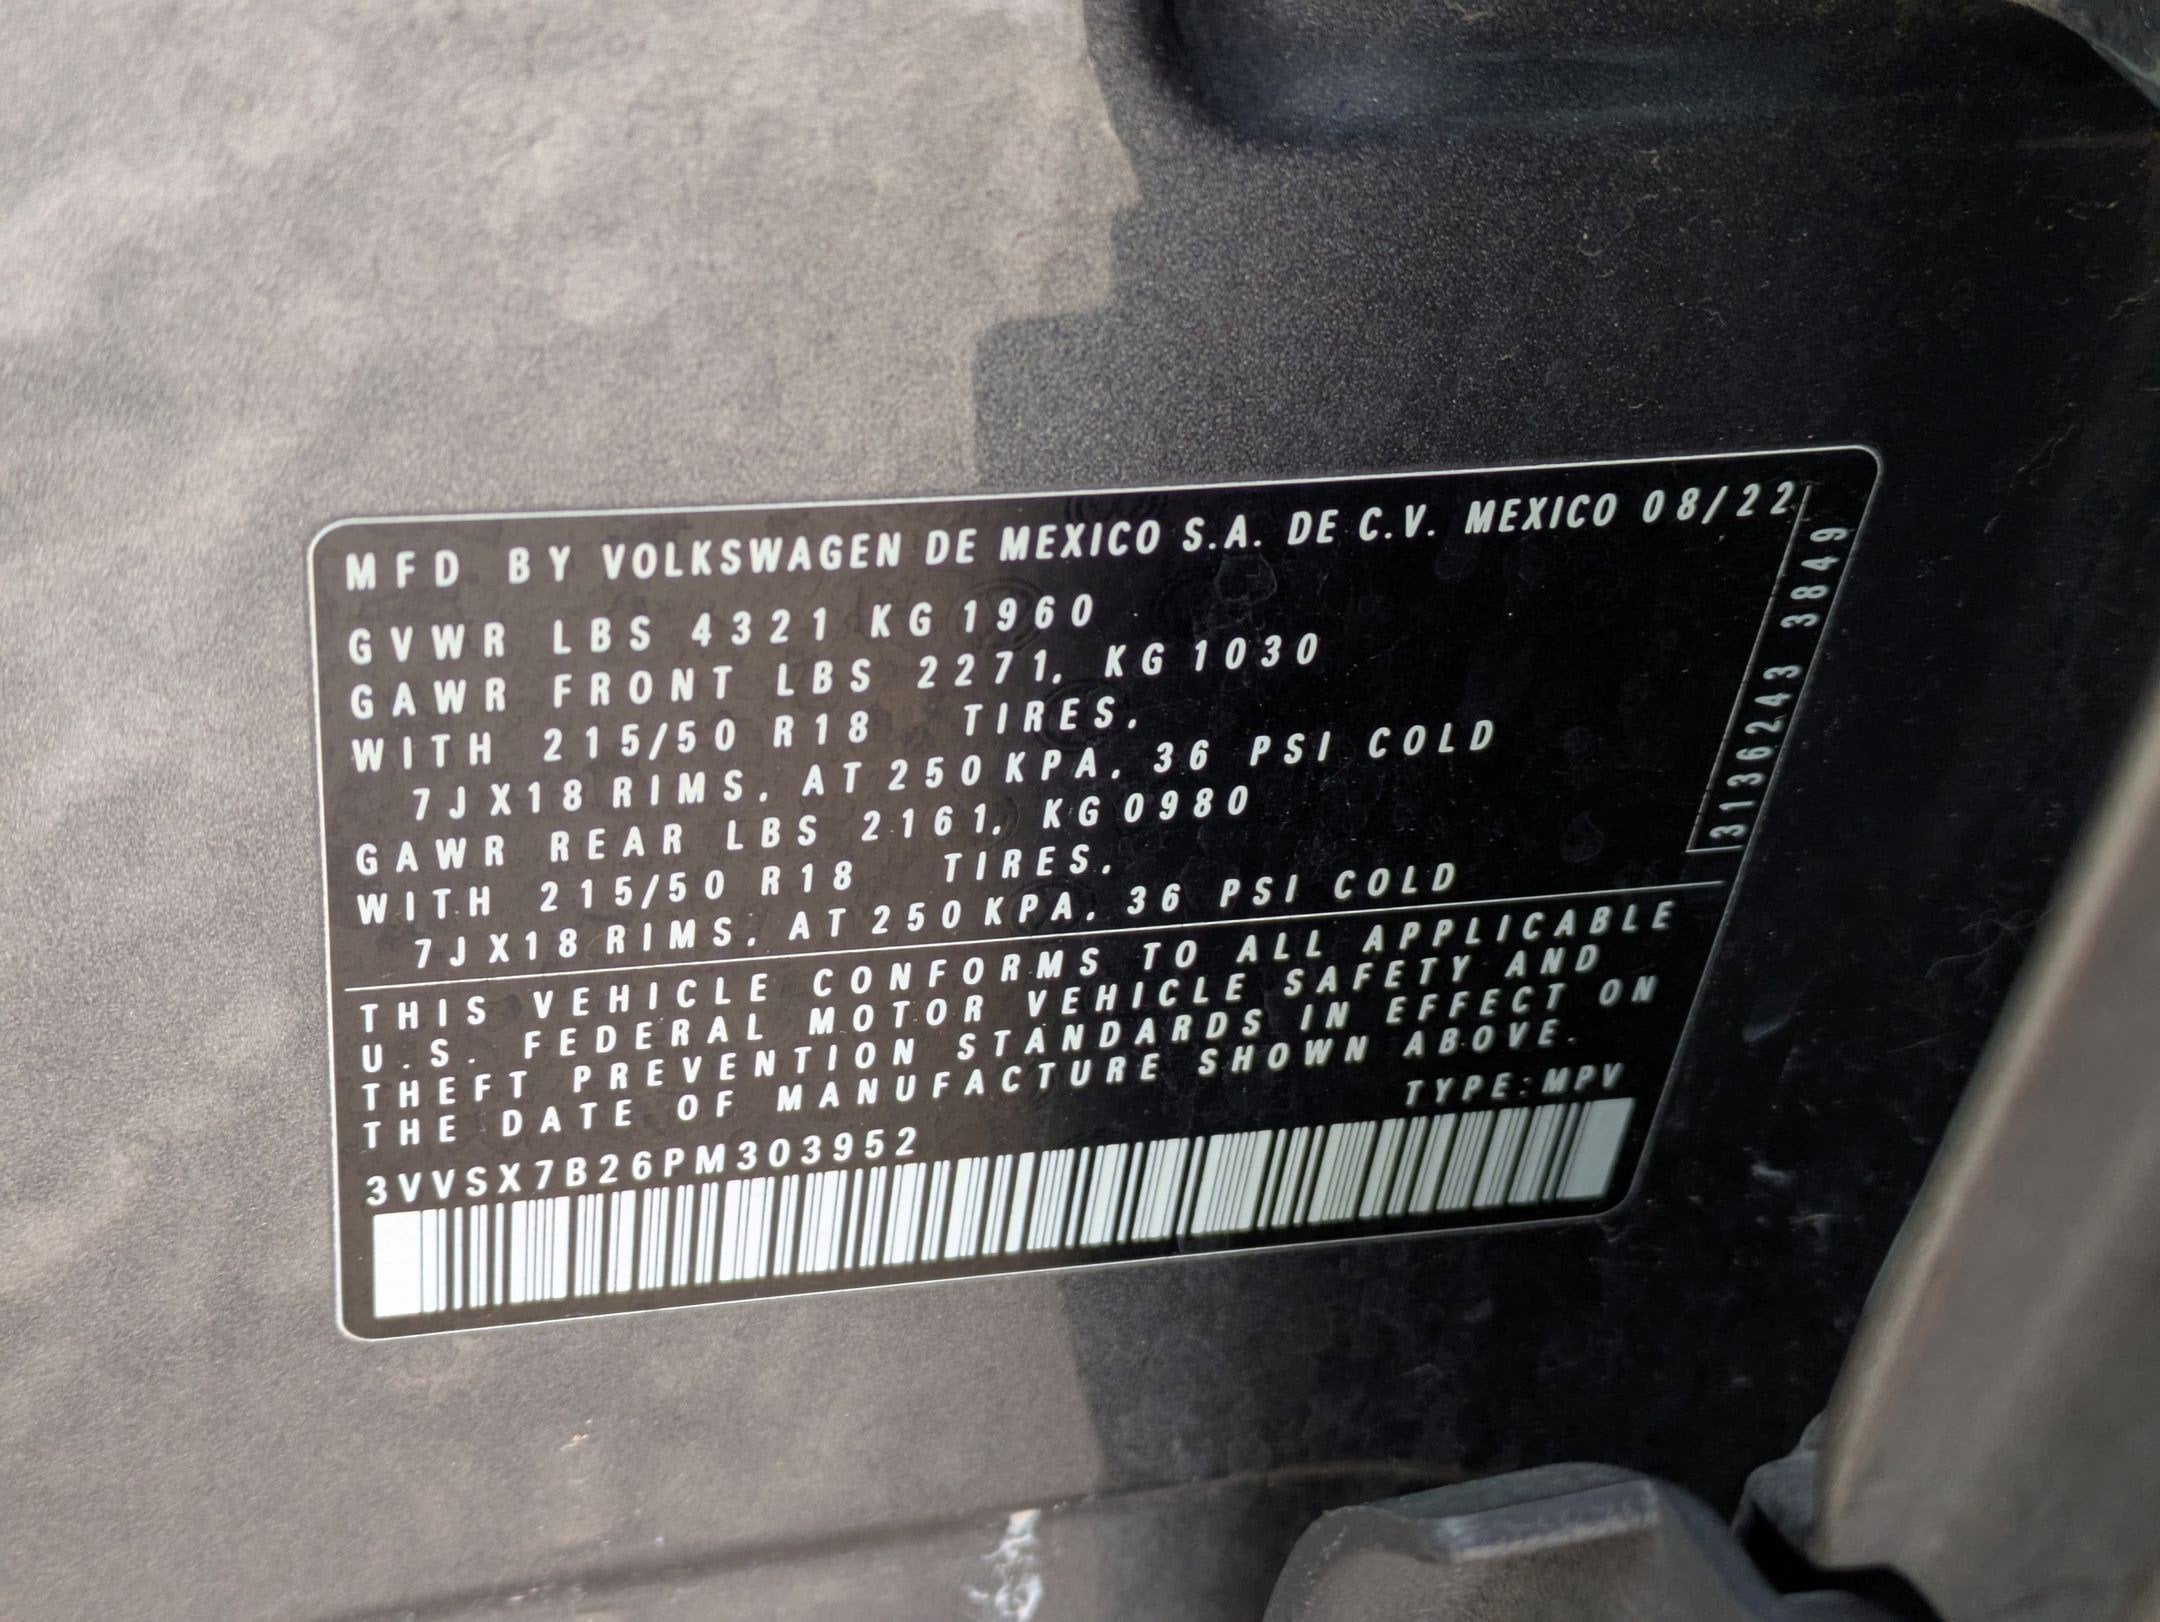 MFD BY VOLKSWAGEN DE MEXICO S.A. DE C.V. MEXICO 08/22
GVWR LBS 4321 KG 1960
GAWR FRONT LBS 2271. KG 1030
WITH 215/50 R18 TIRES.
7JX18 RIMS. AT 250 KPA. 36 PSI COLD
GAWR REAR LBS 2161. KG 0980
WITH 215/50 R18 TIRES.
7JX18 RIMS. AT 250 KPA. 36 PSI COLD
THIS VEHICLE CONFORMS TO ALL APPLICABLE
U.S. FEDERAL MOTOR VEHICLE SAFETY AND
THEFT PREVENTION STANDARDS IN EFFECT ON
THE DATE OF MANUFACTURE SHOWN ABOVE.
TYPE:MPV
3VVSX7B26PM303952
3136243 3849